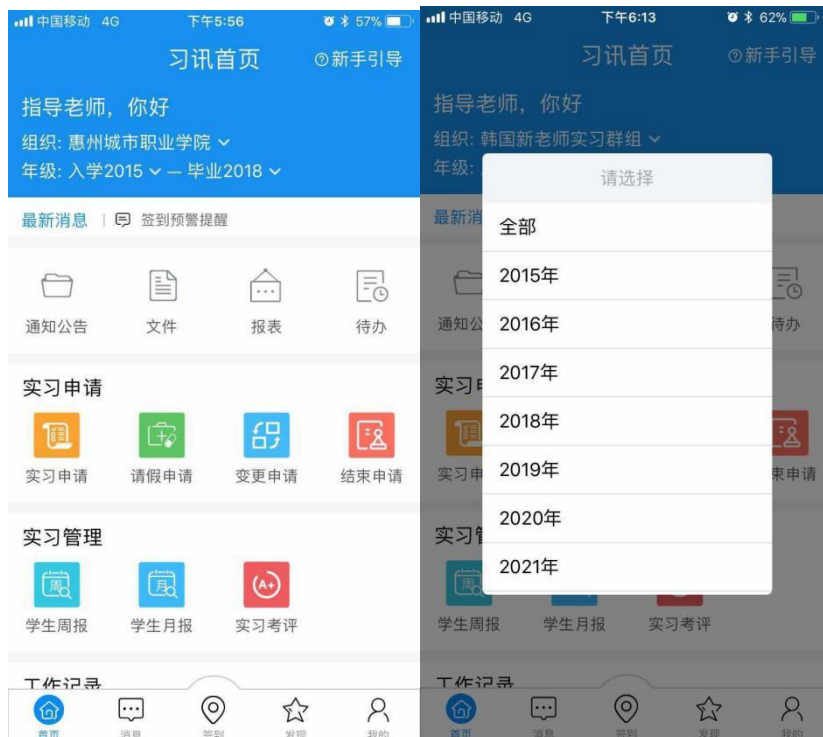 中国移动 4G 下午5:56 57%
习讯首页 新手引导
指导老师，你好
组织: 惠州城市职业学院
年级: 入学2015 — 毕业2018
最新消息 签到预警提醒
通知公告 文件 报表 待办
实习申请
实习申请 请假申请 变更申请 结束申请
实习管理
周 月 A+
学生周报 学生月报 实习考评
工作记录
首页 消息 签到 发现 我的
中国移动 4G 下午6:13 62%
习讯首页 新手引导
指导老师，你好
组织: 韩国新老师实习群组
年级:
请选择
最新消
全部
2015年
2016年
通知公 待办
2017年
实习申
2018年
2019年
实习申 束申请
2020年
实习管
2021年
周
学生周报 学生月报 实习考评
工作记录
首页 消息 签到 发现 我的